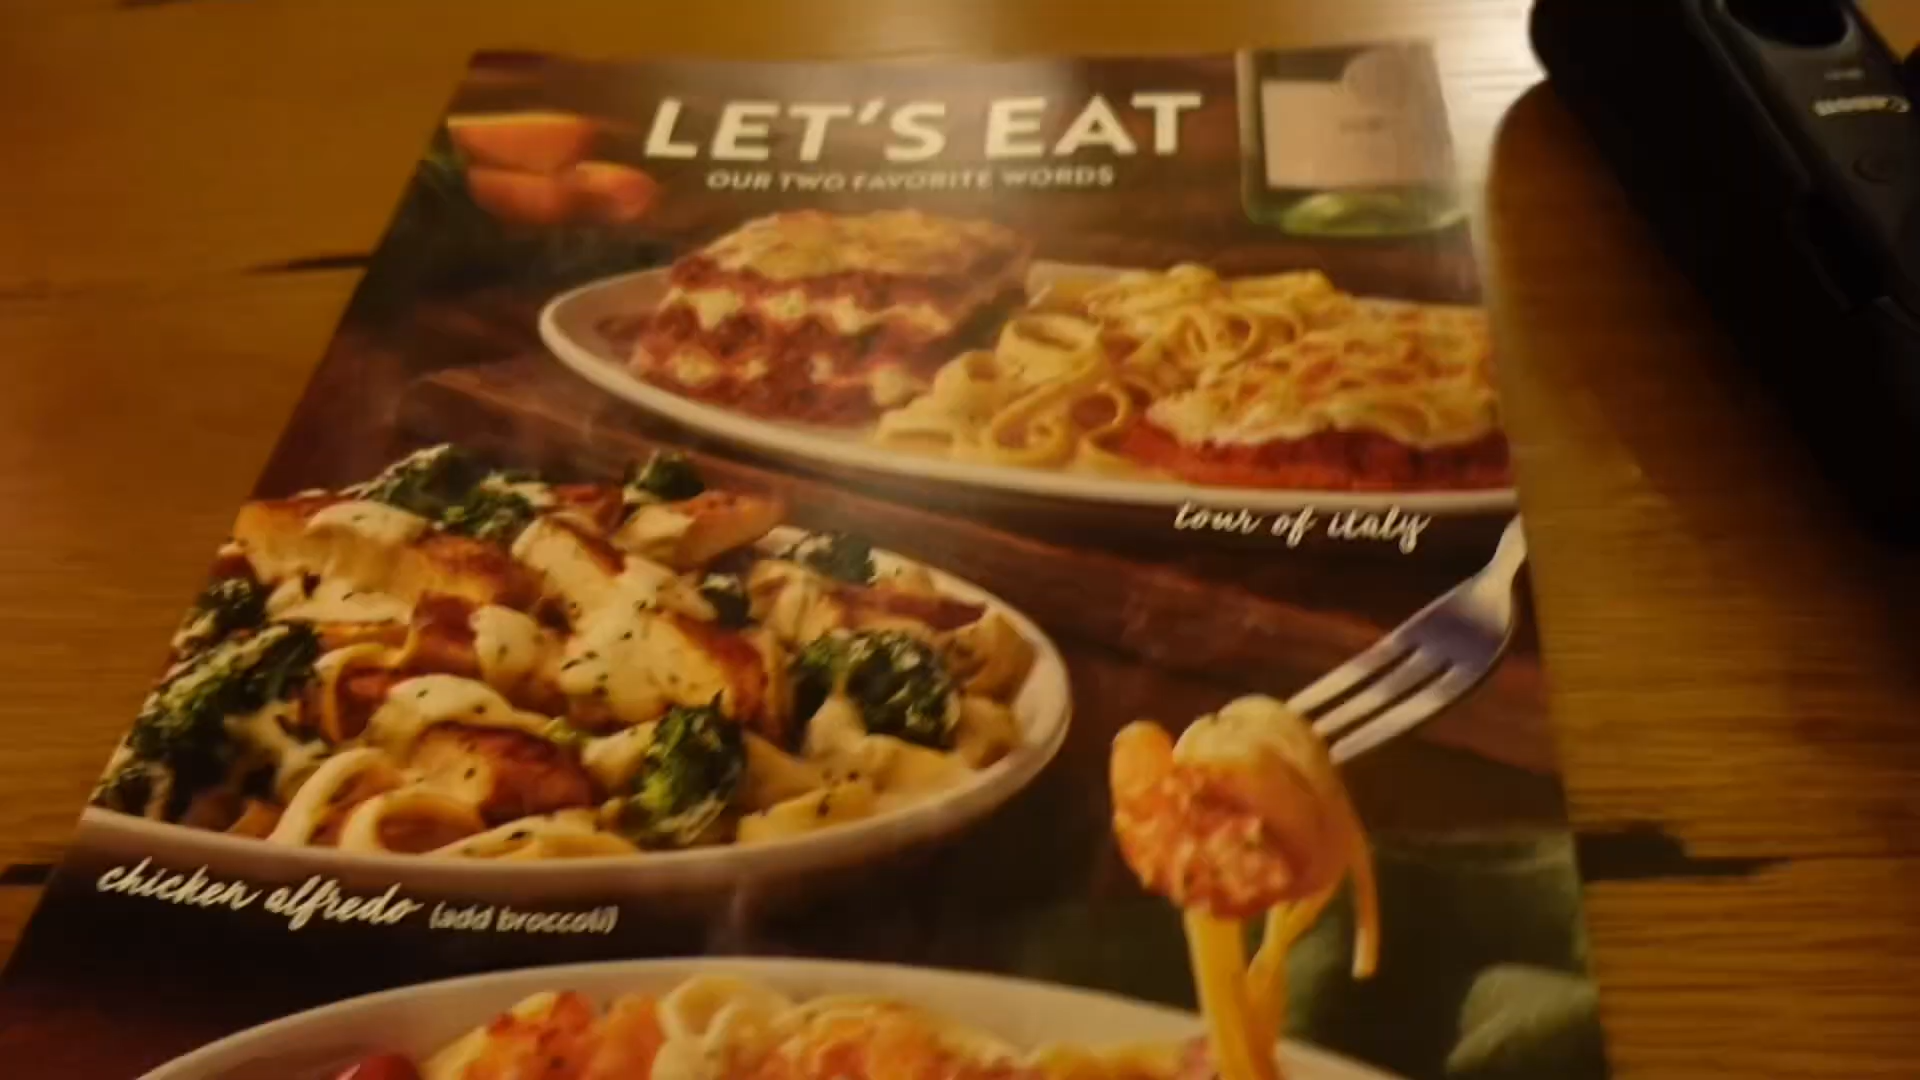 LET'S EAT
OUR TWO FAVORITE WORDS
tour of italy
chicken alfredo (add broccoli)